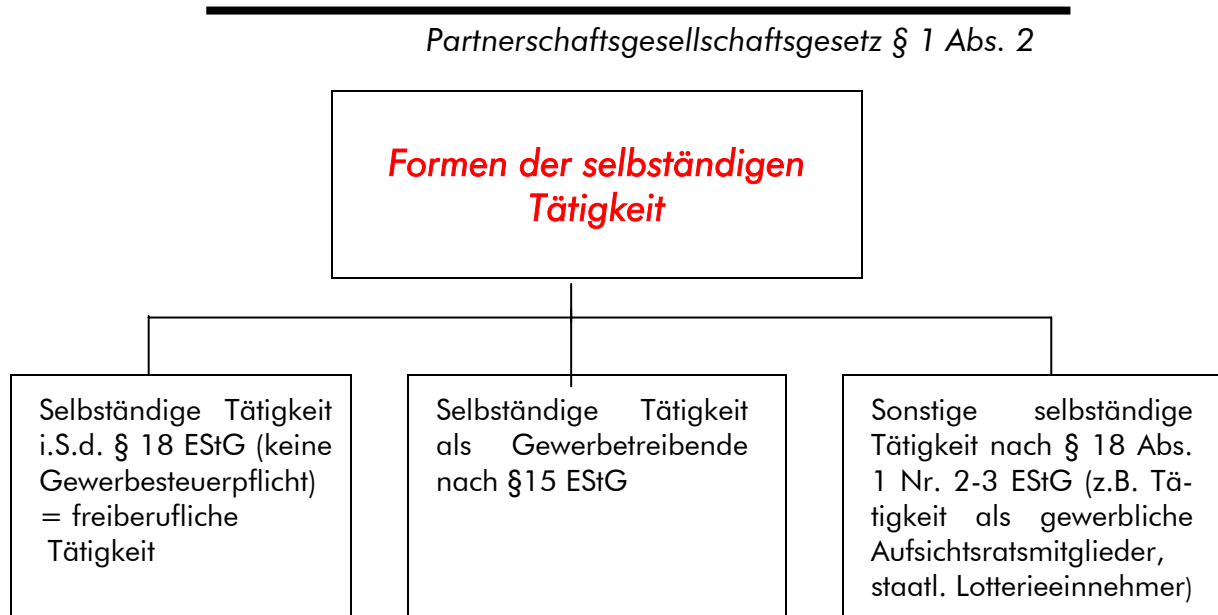 Partnerschaftsgesellschaftsgesetz § 1 Abs. 2
Formen der selbständigen
Tätigkeit
Selbständige Tätigkeit
i.S.d. § 18 EStG (keine
Gewerbesteuerpflicht)
= freiberufliche
Tätigkeit
Selbständige Tätigkeit
als Gewerbetreibende
nach §15 EStG
Sonstige selbständige
Tätigkeit nach § 18 Abs.
1 Nr. 2-3 EStG (z.B. Tä-
tigkeit als gewerbliche
Aufsichtsratsmitglieder,
staatl. Lotterieeinnehmer)